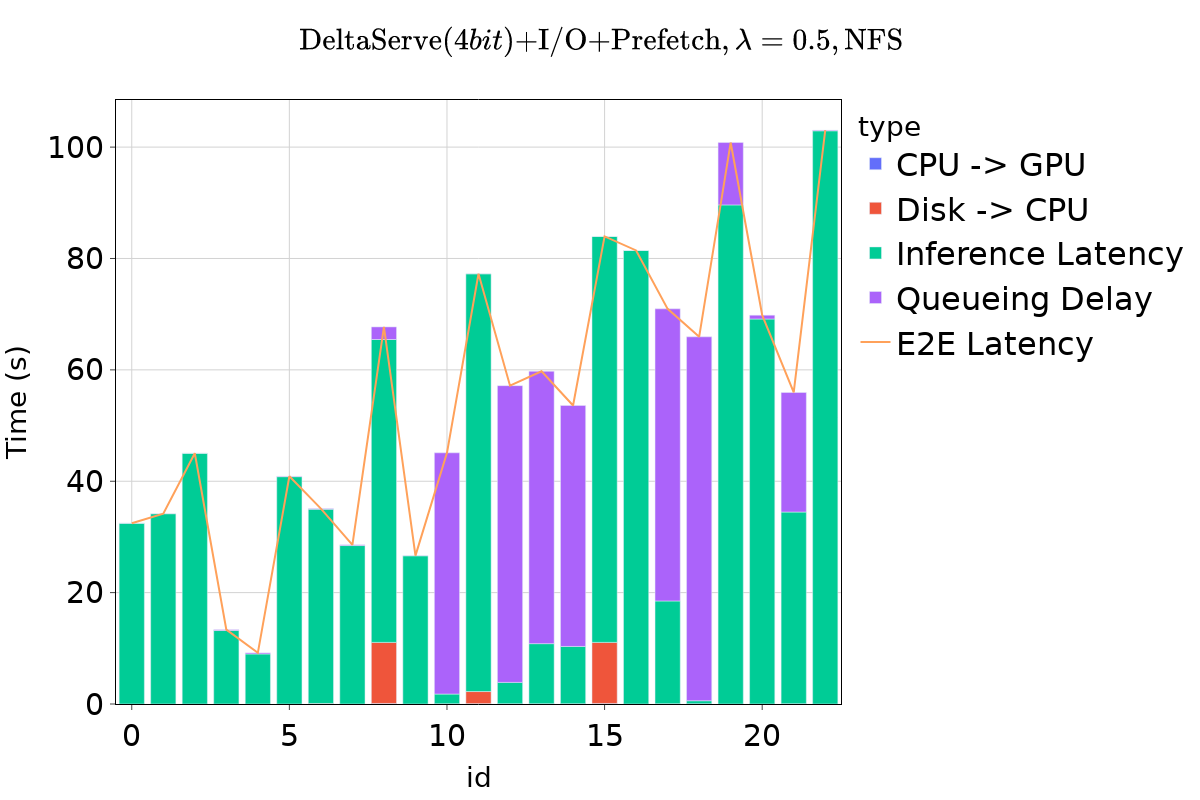 DeltaServe(4bit)+I/O+Prefetch, λ = 0.5, NFS
type
CPU -> GPU
Disk -> CPU
Inference Latency
Queueing Delay
E2E Latency
Time (s)
100
80
60
40
20
0
0 5 10 15 20
id